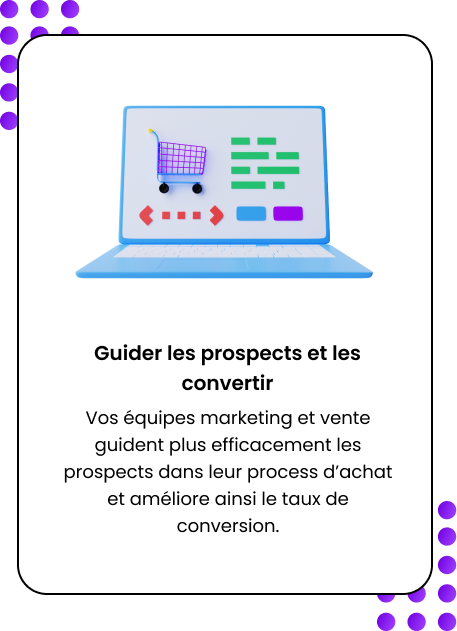 Guider les prospects et les
convertir
Vos équipes marketing et vente
guident plus efficacement les
prospects dans leur process d’achat
et améliore ainsi le taux de
conversion.